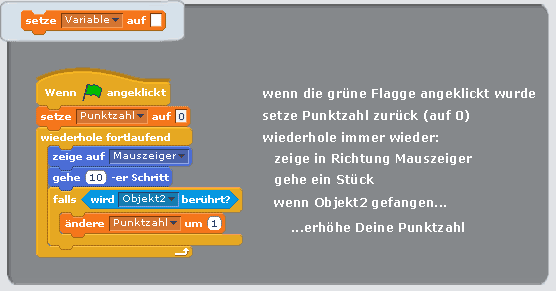 setze Variable auf
Wenn angeklickt
setze Punktzahl auf 0
wiederhole fortlaufend
zeige auf Mauszeiger
gehe 10 -er Schritt
falls wird Objekt2 berührt?
ändere Punktzahl um 1
wenn die grüne Flagge angeklickt wurde
setze Punktzahl zurück (auf 0)
wiederhole immer wieder:
zeige in Richtung Mauszeiger
gehe ein Stück
wenn Objekt2 gefangen...
...erhöhe Deine Punktzahl